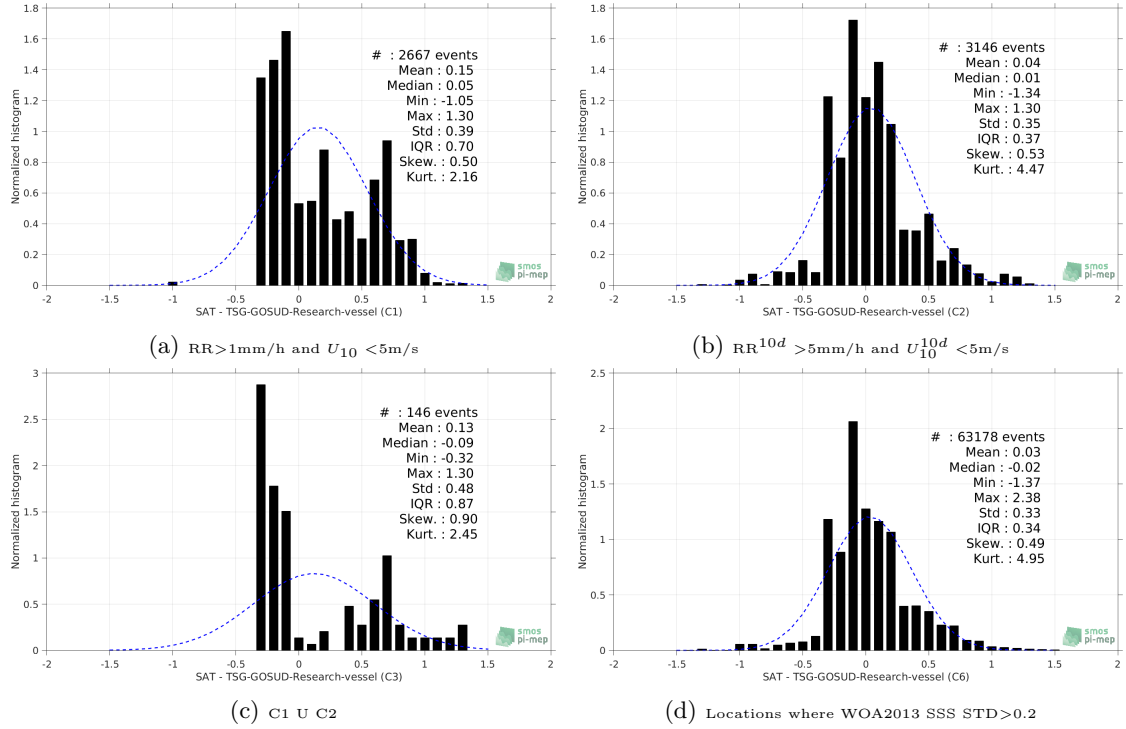 1.8
1.6
1.4
1.2
1
0.8
0.6
0.4
0.2
0
Normalized histogram
# : 2667 events
Mean : 0.15
Median : 0.05
Min : -1.05
Max : 1.30
Std : 0.39
IQR : 0.70
Skew. : 0.50
Kurt. : 2.16
smos
pi-mep
-2 -1.5 -1 -0.5 0 0.5 1 1.5 2
SAT - TSG-GOSUD-Research-vessel (C1)
(a) RR>1mm/h and U10 <5m/s
1.8
1.6
1.4
1.2
1
0.8
0.6
0.4
0.2
0
Normalized histogram
# : 3146 events
Mean : 0.04
Median : 0.01
Min : -1.34
Max : 1.30
Std : 0.35
IQR : 0.37
Skew. : 0.53
Kurt. : 4.47
smos
pi-mep
-2 -1.5 -1 -0.5 0 0.5 1 1.5 2
SAT - TSG-GOSUD-Research-vessel (C2)
(b) RR10d >5mm/h and U10d10 <5m/s
3
2.5
2
1.5
1
0.5
0
Normalized histogram
# : 146 events
Mean : 0.13
Median : -0.09
Min : -0.32
Max : 1.30
Std : 0.48
IQR : 0.87
Skew. : 0.90
Kurt. : 2.45
smos
pi-mep
-2 -1.5 -1 -0.5 0 0.5 1 1.5 2
SAT - TSG-GOSUD-Research-vessel (C3)
(c) C1 U C2
2.5
2
1.5
1
0.5
0
Normalized histogram
# : 63178 events
Mean : 0.03
Median : -0.02
Min : -1.37
Max : 2.38
Std : 0.33
IQR : 0.34
Skew. : 0.49
Kurt. : 4.95
smos
pi-mep
-2 -1.5 -1 -0.5 0 0.5 1 1.5 2
SAT - TSG-GOSUD-Research-vessel (C6)
(d) Locations where WOA2013 SSS STD>0.2